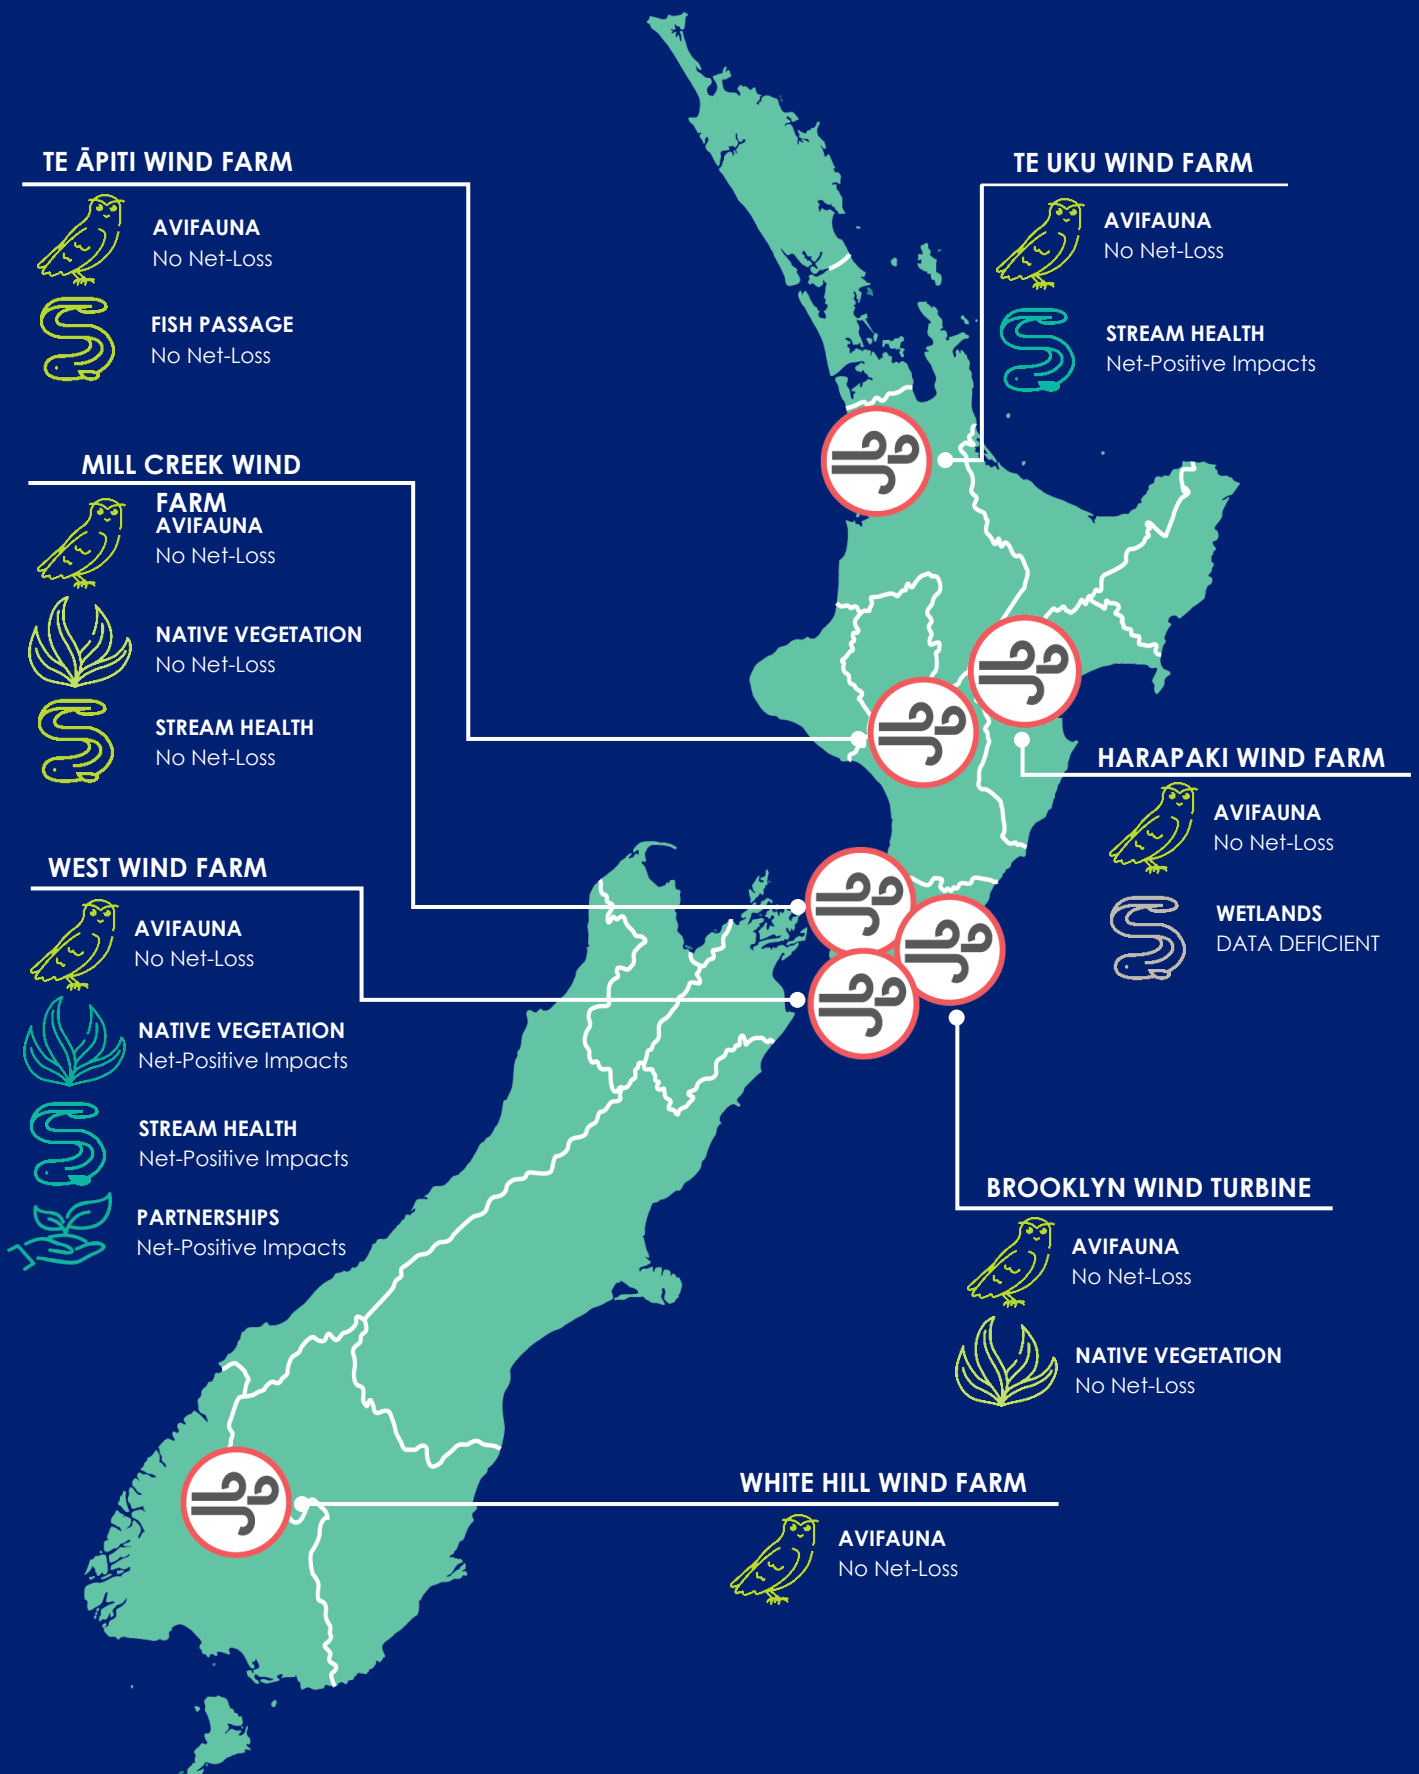 TE ĀPITI WIND FARM
AVIFAUNA
No Net-Loss
FISH PASSAGE
No Net-Loss
MILL CREEK WIND
FARM
AVIFAUNA
No Net-Loss
NATIVE VEGETATION
No Net-Loss
STREAM HEALTH
No Net-Loss
WEST WIND FARM
AVIFAUNA
No Net-Loss
NATIVE VEGETATION
Net-Positive Impacts
STREAM HEALTH
Net-Positive Impacts
PARTNERSHIPS
Net-Positive Impacts
TE UKU WIND FARM
AVIFAUNA
No Net-Loss
STREAM HEALTH
Net-Positive Impacts
HARAPAKI WIND FARM
AVIFAUNA
No Net-Loss
WETLANDS
DATA DEFICIENT
BROOKLYN WIND TURBINE
AVIFAUNA
No Net-Loss
NATIVE VEGETATION
No Net-Loss
WHITE HILL WIND FARM
AVIFAUNA
No Net-Loss